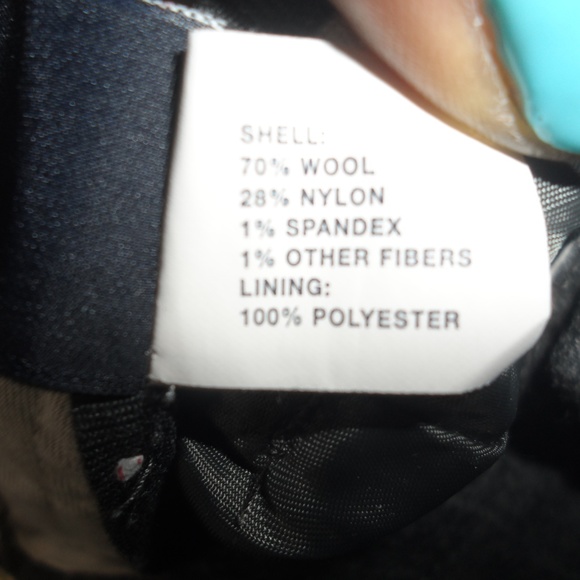 SHELL:
70% WOOL
28% NYLON
1% SPANDEX
1% OTHER FIBERS
LINING:
100% POLYESTER